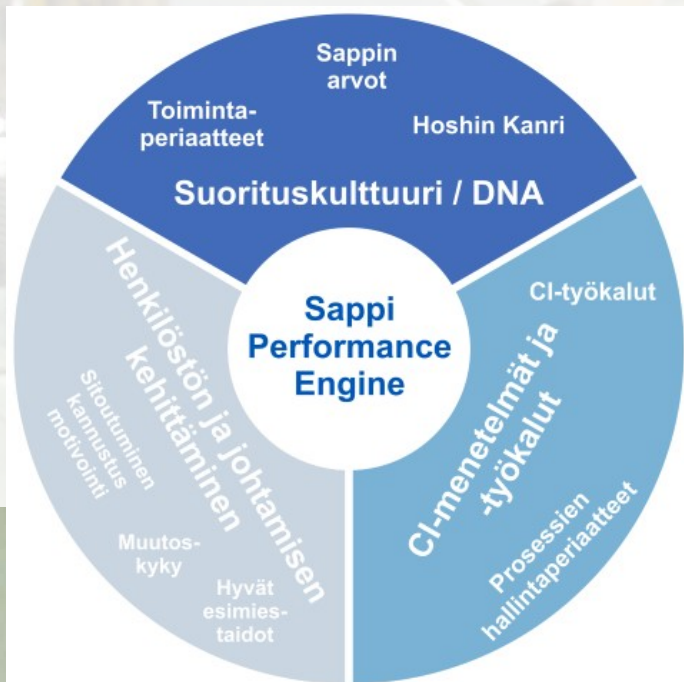 Sappin
arvot
Toiminta-
periaatteet
Hoshin Kanri
Suorituskulttuuri / DNA
Sappi
Performance
Engine
CI-työkalut
CI-menetelmät ja
-työkalut
Prosessien
hallintaperiaatteet
Henkilöstön ja johtamisen
kehittäminen
Sitoutuminen
kannustus
motivointi
Muutos-
kyky
Hyvät
esimies-
taidot